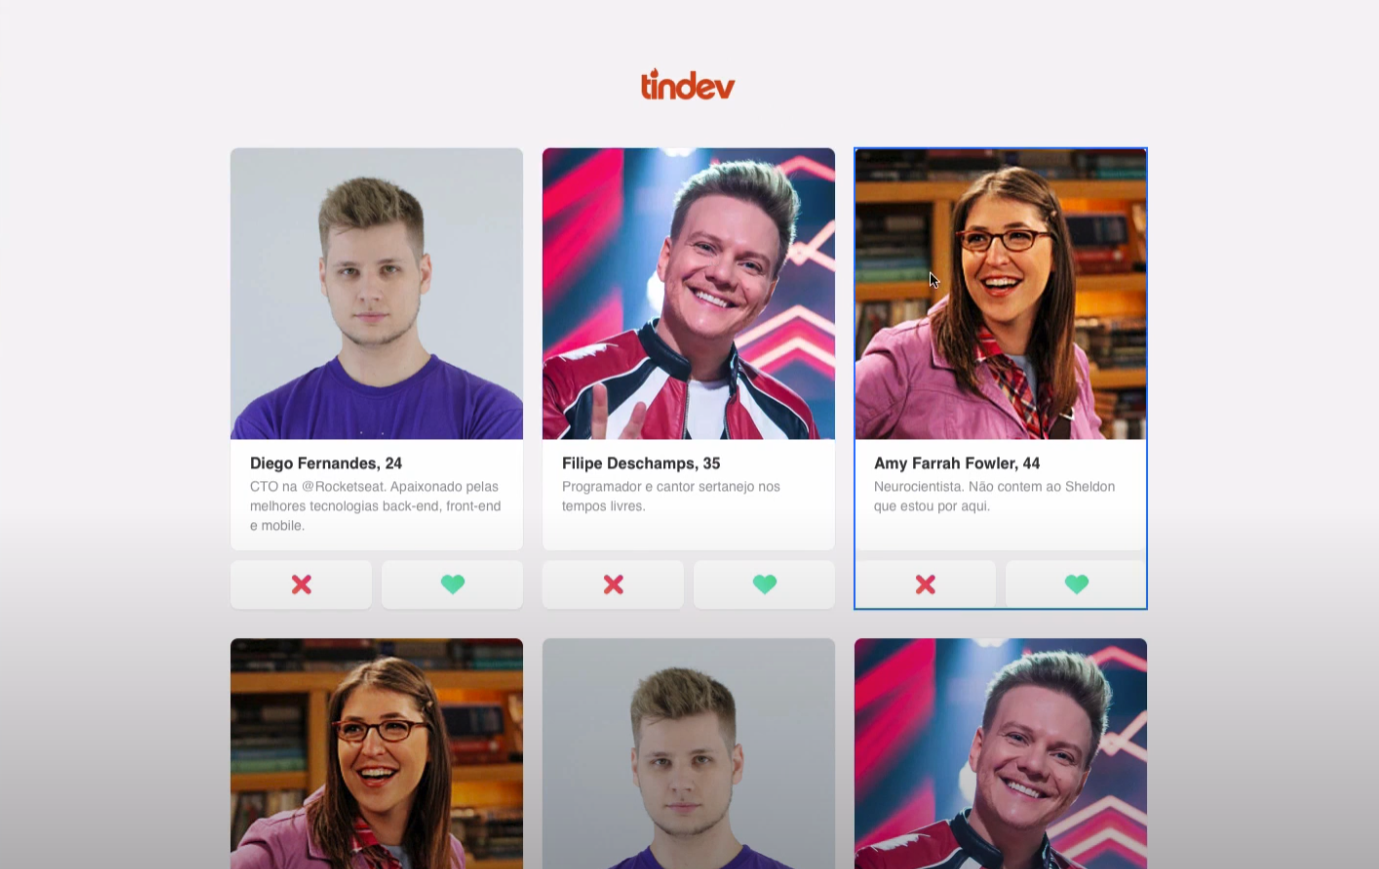 tindev
Diego Fernandes, 24
CTO na @Rocketseat. Apaixonado pelas
melhores tecnologias back-end, front-end
e mobile.
Filipe Deschamps, 35
Programador e cantor sertanejo nos
tempos livres.
Amy Farrah Fowler, 44
Neurocientista. Não contem ao Sheldon
que estou por aqui.